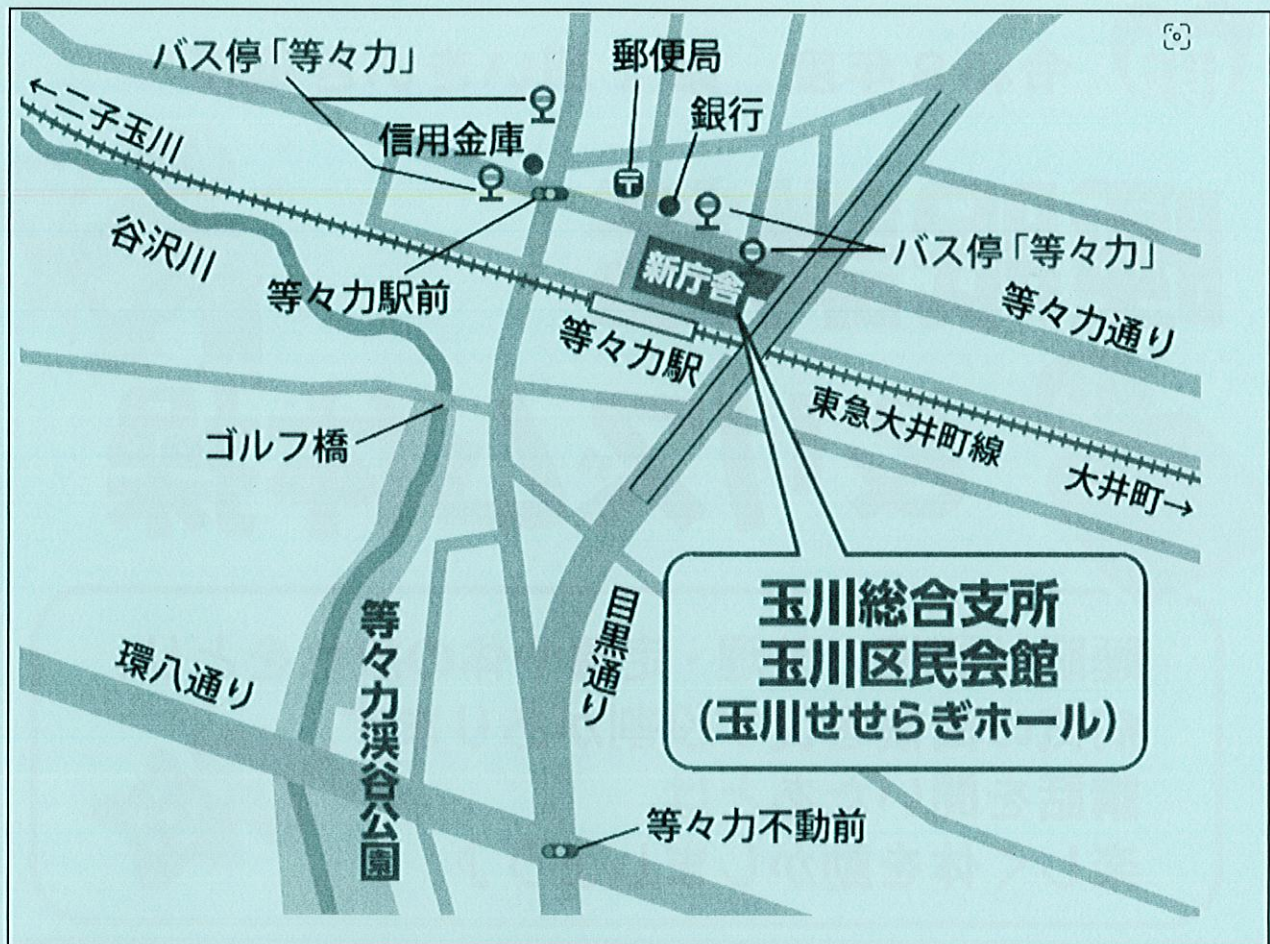 バス停「等々力」
郵便局
←二子玉川
信用金庫
銀行
谷沢川
等々力駅前
新庁舎
バス停「等々力」
等々力通り
等々力駅
東急大井町線
ゴルフ橋
大井町→
玉川総合支所
玉川区民会館
(玉川せせらぎホール)
目黒通り
環八通り
等々力渓谷公園
等々力不動前